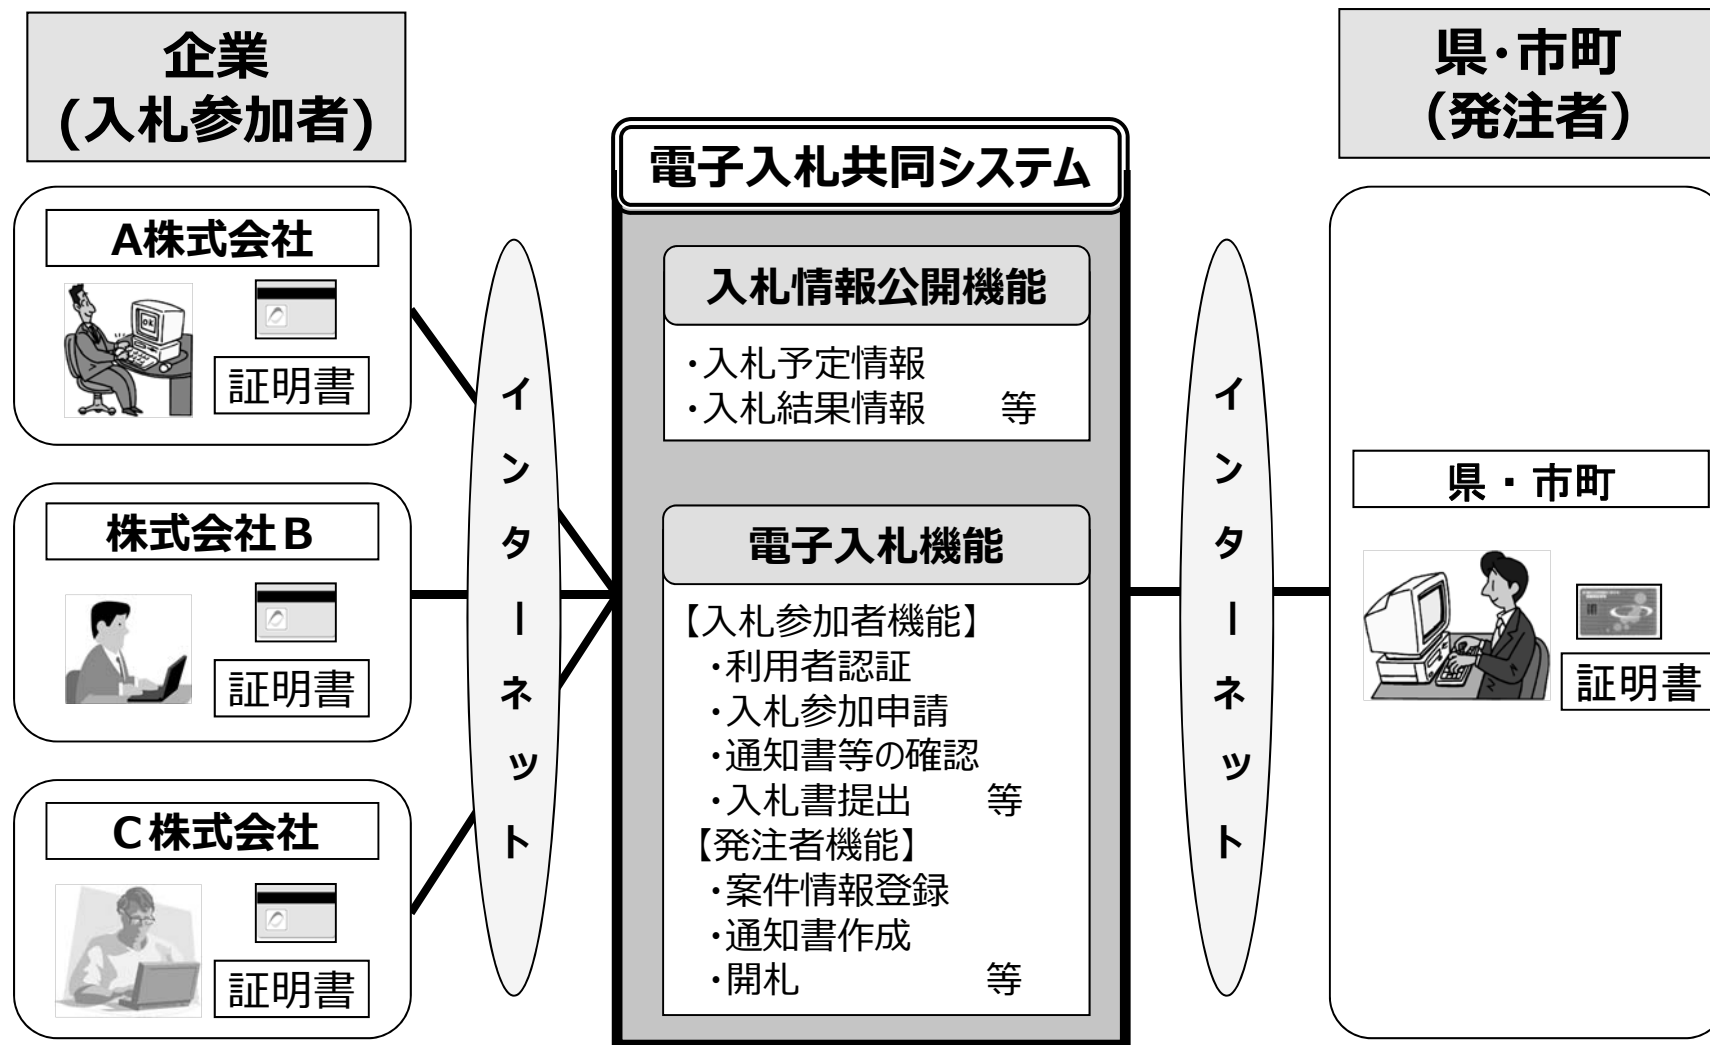 企業
(入札参加者)
A株式会社
証明書
株式会社B
証明書
C株式会社
証明書
インターネット
電子入札共同システム
入札情報公開機能
・入札予定情報
・入札結果情報 等
電子入札機能
【入札参加者機能】
・利用者認証
・入札参加申請
・通知書等の確認
・入札書提出 等
【発注者機能】
・案件情報登録
・通知書作成
・開札 等
インターネット
県・市町
（発注者）
県・市町
証明書